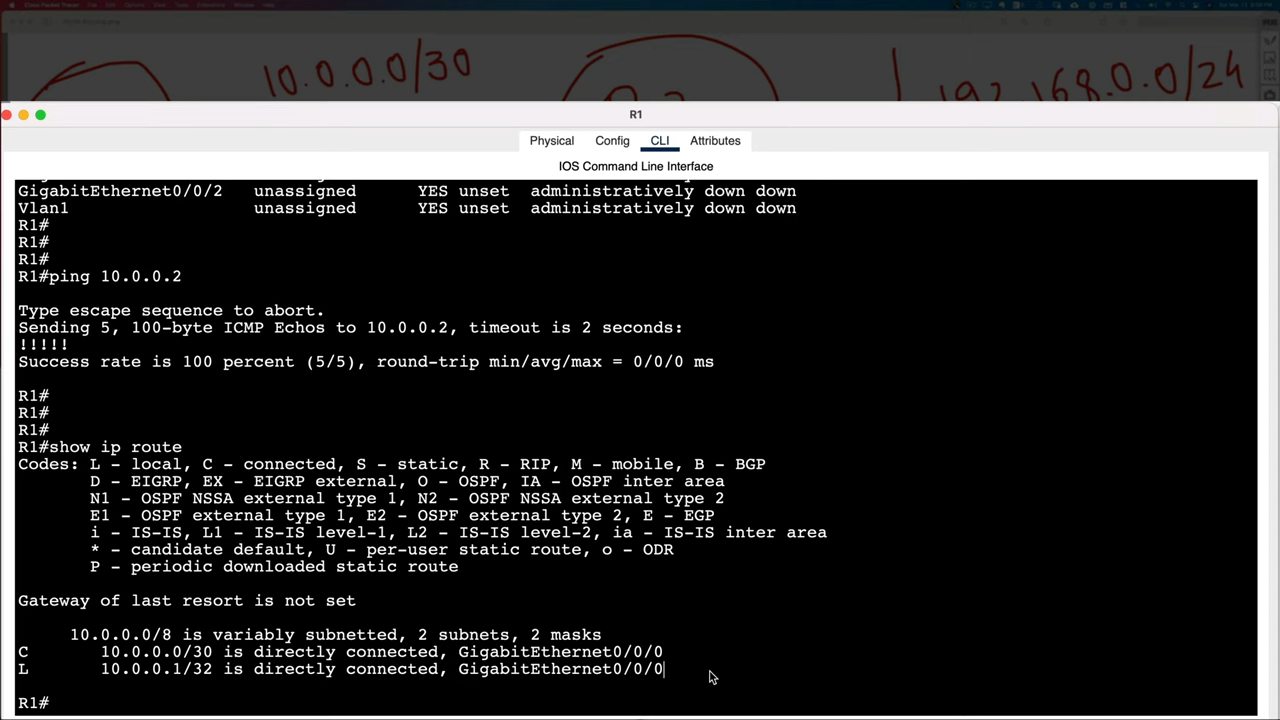 10.0.0.0/30
192.168.0.0/24
R1
Physical Config CLI Attributes
IOS Command Line Interface
GigabitEthernet0/0/2 unassigned YES unset administratively down down
Vlan1 unassigned YES unset administratively down down
R1#
R1#
R1#
R1#ping 10.0.0.2
Type escape sequence to abort.
Sending 5, 100-byte ICMP Echos to 10.0.0.2, timeout is 2 seconds:
!!!!!
Success rate is 100 percent (5/5), round-trip min/avg/max = 0/0/0 ms
R1#
R1#
R1#
R1#show ip route
Codes: L - local, C - connected, S - static, R - RIP, M - mobile, B - BGP
D - EIGRP, EX - EIGRP external, O - OSPF, IA - OSPF inter area
N1 - OSPF NSSA external type 1, N2 - OSPF NSSA external type 2
E1 - OSPF external type 1, E2 - OSPF external type 2, E - EGP
i - IS-IS, L1 - IS-IS level-1, L2 - IS-IS level-2, ia - IS-IS inter area
* - candidate default, U - per-user static route, o - ODR
P - periodic downloaded static route
Gateway of last resort is not set
10.0.0.0/8 is variably subnetted, 2 subnets, 2 masks
C 10.0.0.0/30 is directly connected, GigabitEthernet0/0/0
L 10.0.0.1/32 is directly connected, GigabitEthernet0/0/0
R1#